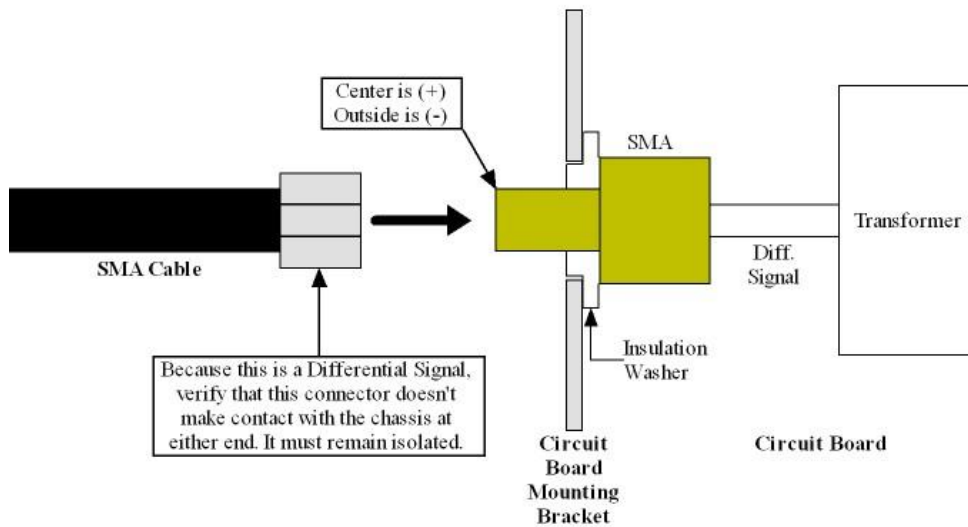 Center is (+)
Outside is (-)
SMA
Transformer
SMA Cable
Diff.
Signal
Insulation
Washer
Because this is a Differential Signal,
verify that this connector doesn't
make contact with the chassis at
either end. It must remain isolated.
Circuit
Board
Mounting
Bracket
Circuit Board